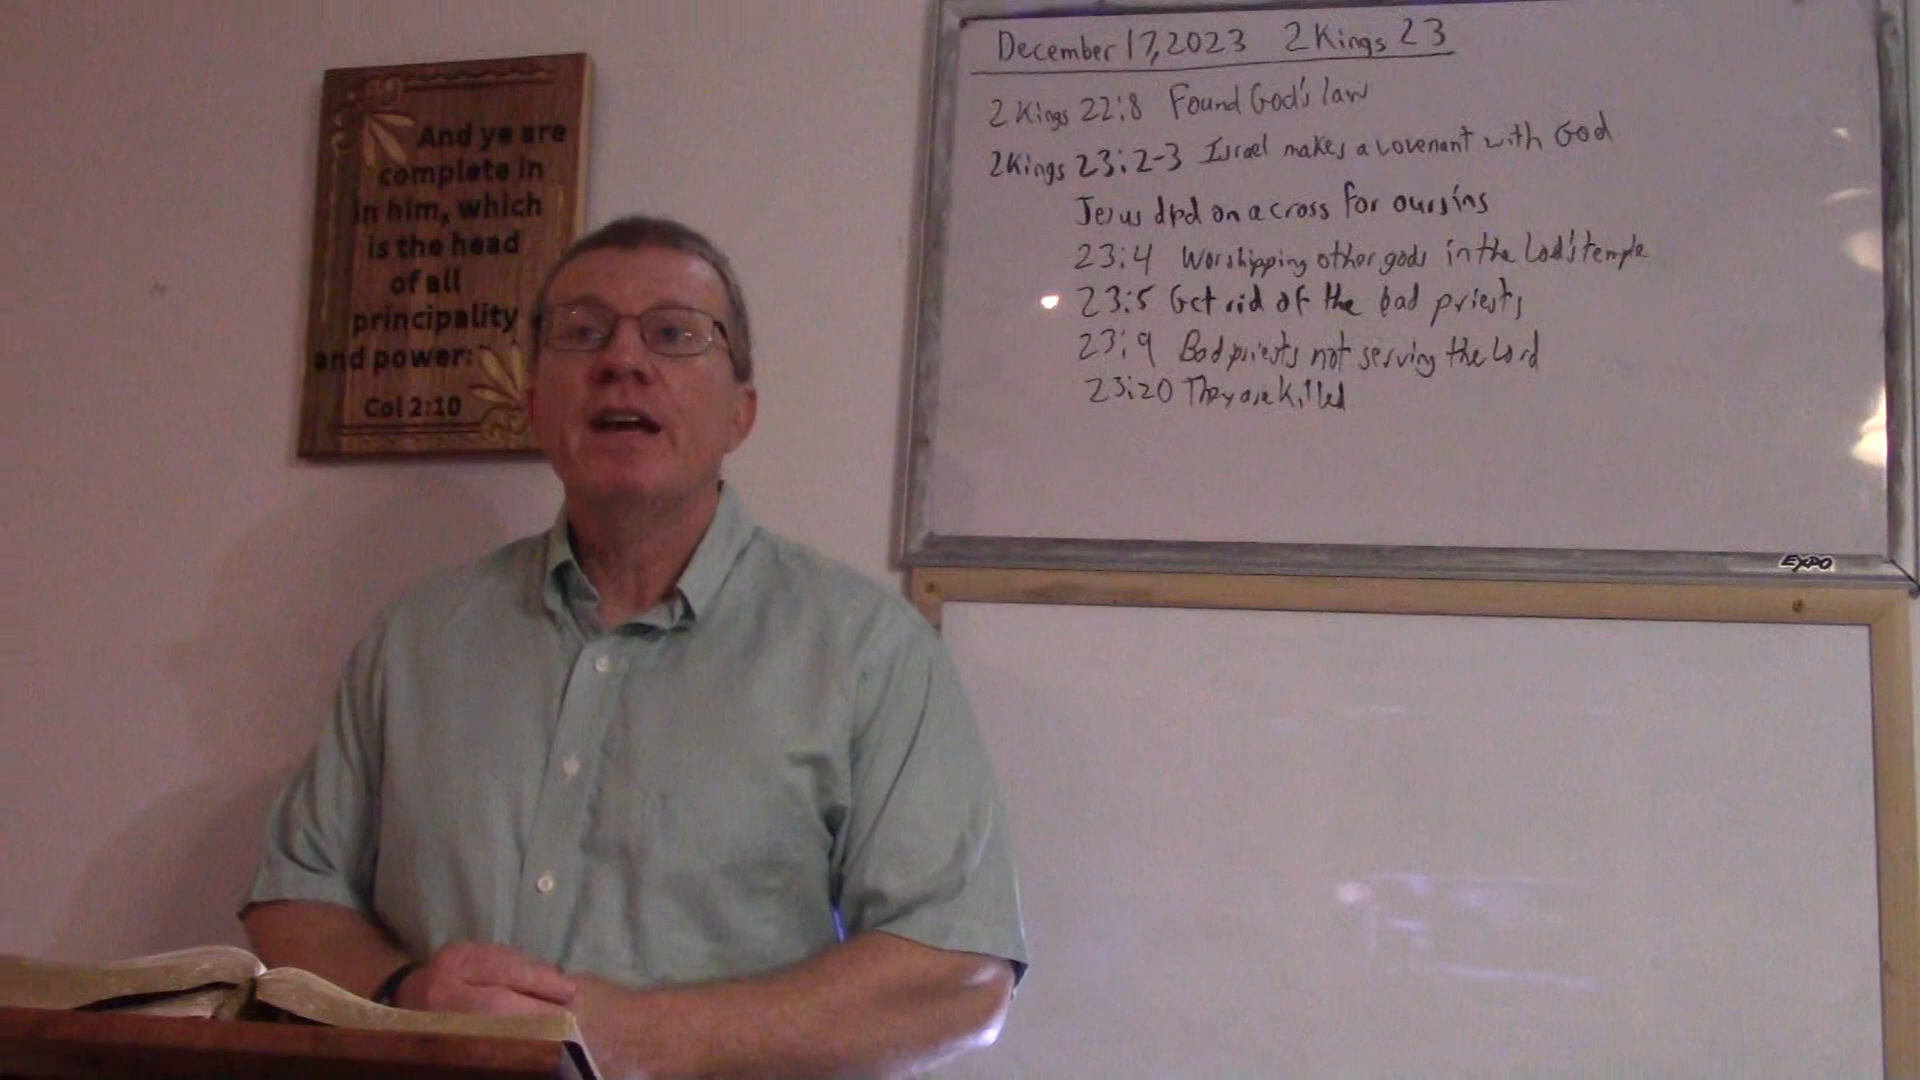 And ye are
complete in
in him, which
is the head
of all
principality
and power:
Col 2:10
December 17, 2023 2 Kings 23
2 Kings 22:8 Found God's law
2 Kings 23:2-3 Israel makes a covenant with God
Jesus died on a cross for our sins
23:4 Worshipping other gods in the Lord's temple
23:5 Get rid of the bad priests
23:9 Bad priests not serving the Lord
23:20 They are killed
EXPO